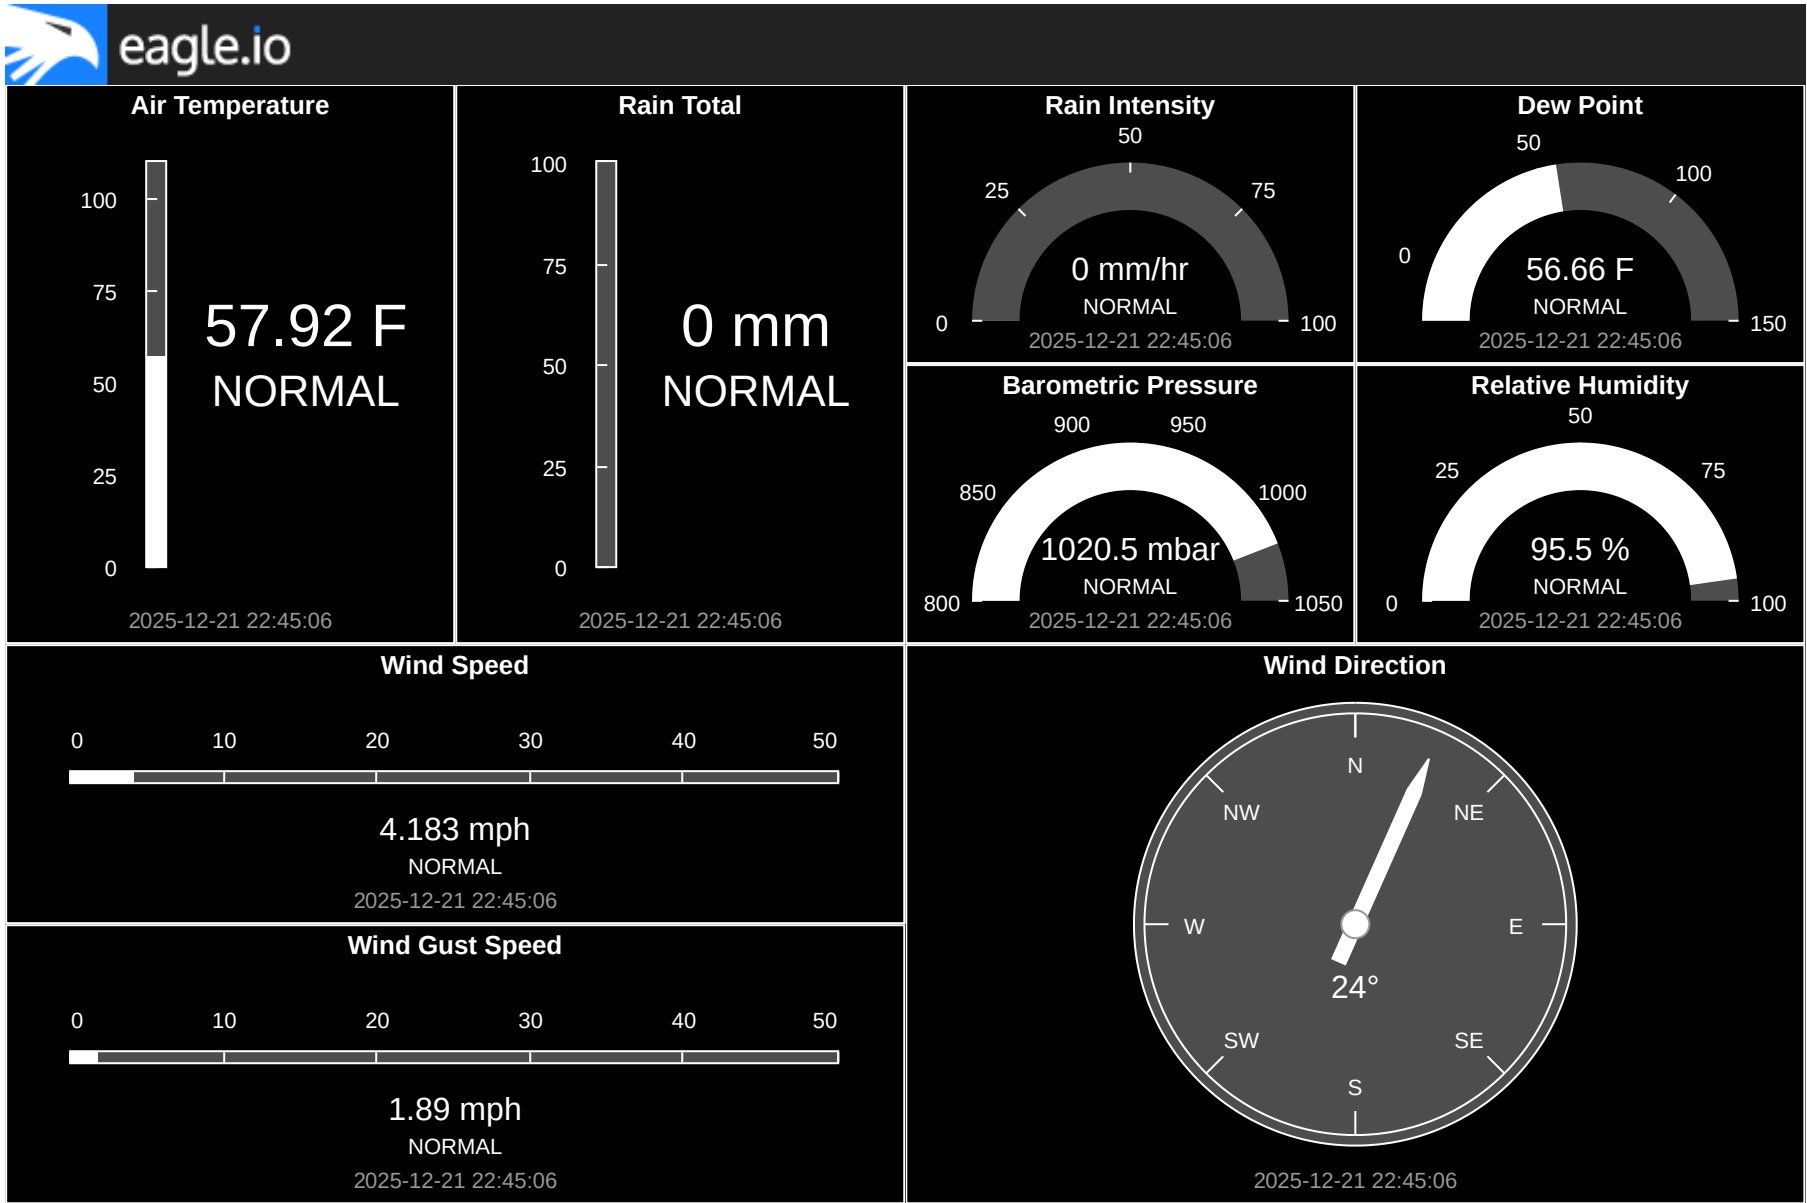 eagle.io
Air Temperature
100
75
50
25
0
57.92 F
NORMAL
2025-12-21 22:45:06
Rain Total
100
75
50
25
0
0 mm
NORMAL
2025-12-21 22:45:06
Rain Intensity
0
25
50
75
100
0 mm/hr
NORMAL
2025-12-21 22:45:06
Dew Point
0
50
100
150
56.66 F
NORMAL
2025-12-21 22:45:06
Barometric Pressure
800
850
900
950
1000
1050
1020.5 mbar
NORMAL
2025-12-21 22:45:06
Relative Humidity
0
25
50
75
100
95.5 %
NORMAL
2025-12-21 22:45:06
Wind Speed
0 10 20 30 40 50
4.183 mph
NORMAL
2025-12-21 22:45:06
Wind Gust Speed
0 10 20 30 40 50
1.89 mph
NORMAL
2025-12-21 22:45:06
Wind Direction
N
NW NE
W E
24°
SW SE
S
2025-12-21 22:45:06